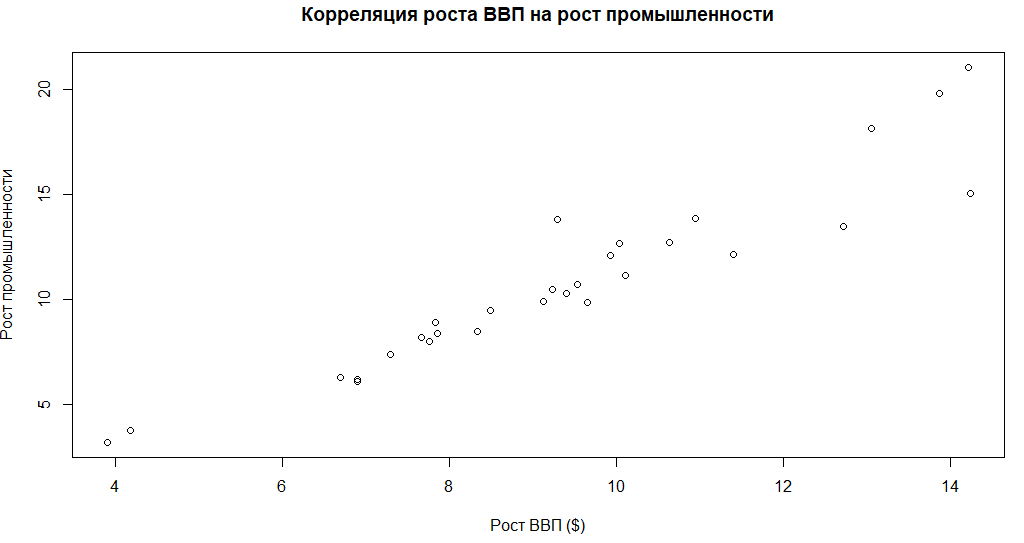 Корреляция роста ВВП на рост промышленности
Рост промышленности
20
15
10
5
4 6 8 10 12 14
Рост ВВП ($)